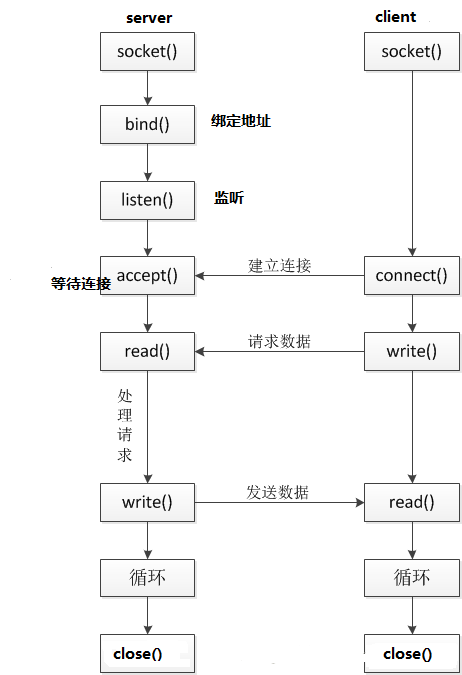 server
client
socket()
socket()
bind()
绑定地址
listen()
监听
accept()
等待连接
建立连接
connect()
read()
请求数据
write()
处
理
请
求
write()
发送数据
read()
循环
循环
close()
close()